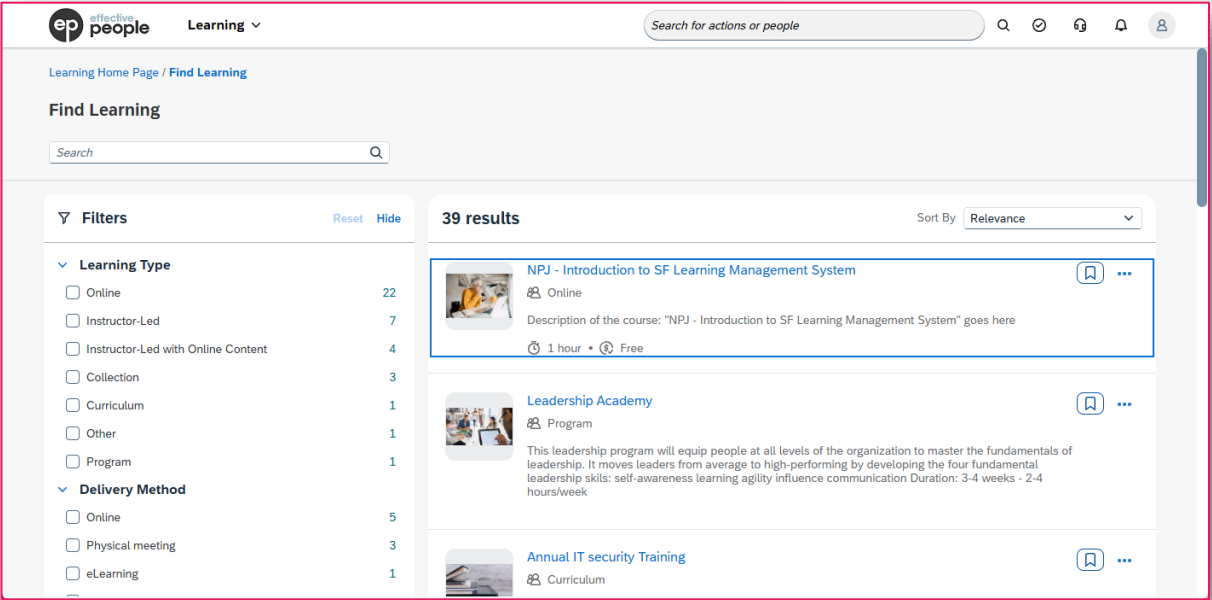 effective
people
Learning
Search for actions or people
Learning Home Page / Find Learning
Find Learning
Search
Filters
Reset
Hide
Learning Type
Online 22
Instructor-Led 7
Instructor-Led with Online Content 4
Collection 3
Curriculum 1
Other 1
Program 1
Delivery Method
Online 5
Physical meeting 3
eLearning 1
39 results
Sort By Relevance
NPJ - Introduction to SF Learning Management System
Online
Description of the course: "NPJ - Introduction to SF Learning Management System" goes here
1 hour • Free
Leadership Academy
Program
This leadership program will equip people at all levels of the organization to master the fundamentals of
leadership. It moves leaders from average to high-performing by developing the four fundamental
leadership skils: self-awareness learning agility influence communication Duration: 3-4 weeks - 2-4
hours/week
Annual IT security Training
Curriculum